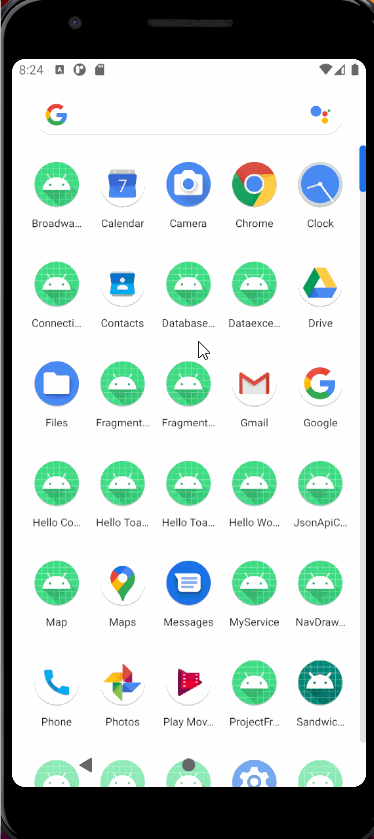 8:24
Broadwa... Calendar Camera Chrome Clock
Connecti... Contacts Database... Dataexce... Drive
Files Fragment... Fragment... Gmail Google
Hello Co... Hello Toa... Hello Toa... Hello Wo... JsonApiC...
Map Maps Messages MyService NavDraw...
Phone Photos Play Mov... ProjectFr... Sandwic...